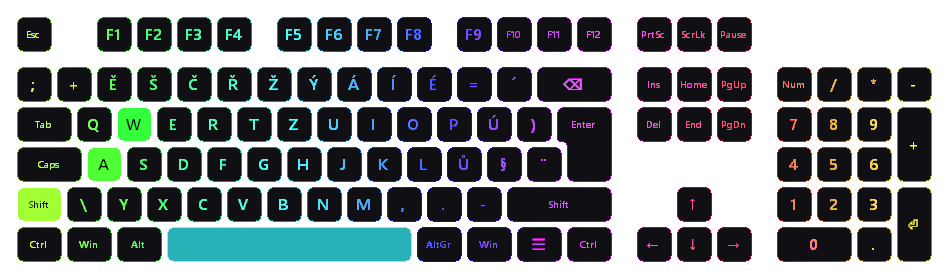 Esc F1 F2 F3 F4 F5 F6 F7 F8 F9 F10 F11 F12 PrtSc ScrLk Pause
; + Ě Š Č Ř Ž Ý Á Í É = ´ ⌫ Ins Home PgUp Num / * -
Tab Q W E R T Z U I O P Ú ) Enter Del End PgDn 7 8 9 +
Caps A S D F G H J K L Ů § ¨ 4 5 6
Shift \ Y X C V B N M , . - Shift ↑ 1 2 3 ⏎
Ctrl Win Alt AltGr Win ☰ Ctrl ← ↓ → 0 .